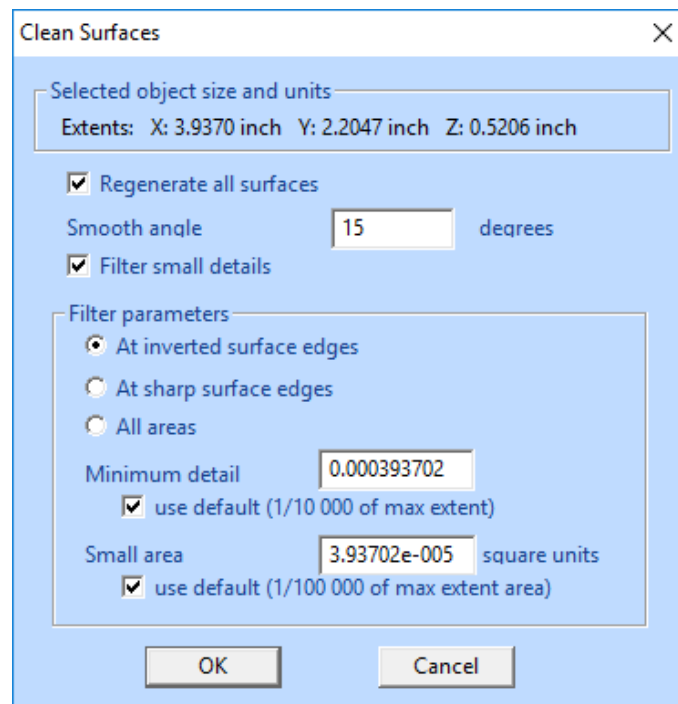 Clean Surfaces
Selected object size and units
Extents: X: 3.9370 inch Y: 2.2047 inch Z: 0.5206 inch
Regenerate all surfaces
Smooth angle 15 degrees
Filter small details
Filter parameters
At inverted surface edges
At sharp surface edges
All areas
Minimum detail 0.000393702
use default (1/10 000 of max extent)
Small area 3.93702e-005 square units
use default (1/100 000 of max extent area)
OK Cancel